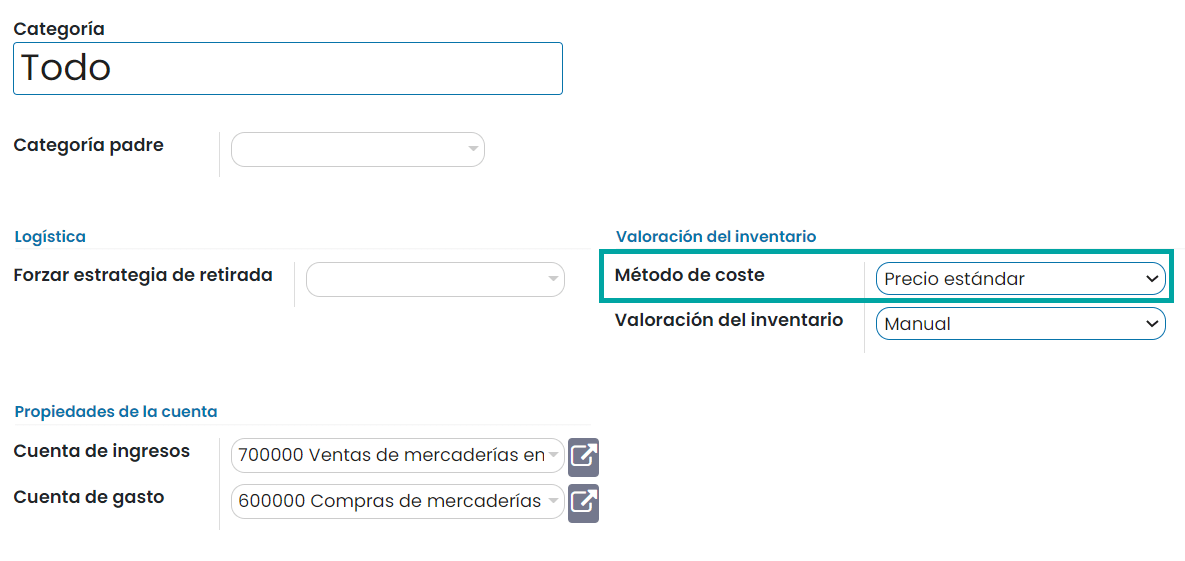 Categoría
Todo
Categoría padre
Logística
Forzar estrategia de retirada
Valoración del inventario
Método de coste
Precio estándar
Valoración del inventario
Manual
Propiedades de la cuenta
Cuenta de ingresos
700000 Ventas de mercaderías en
Cuenta de gasto
600000 Compras de mercaderías